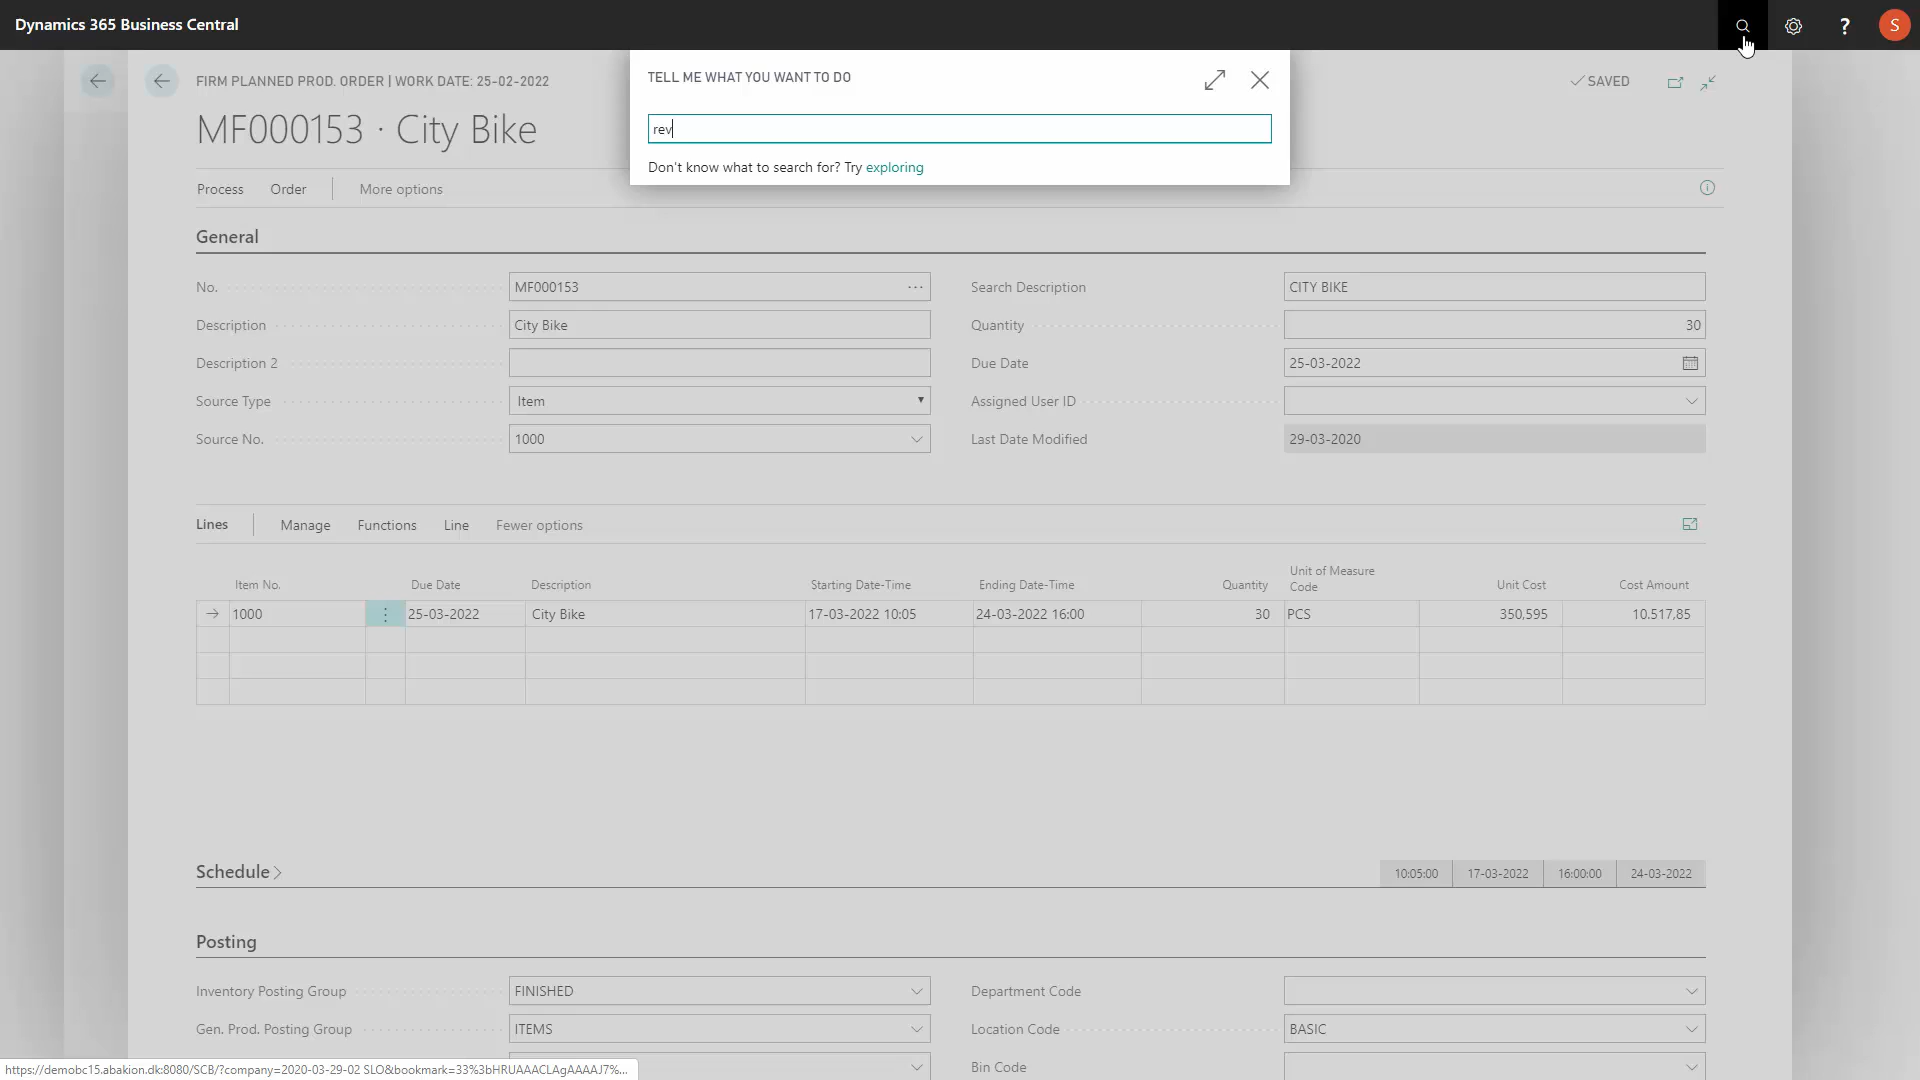 Dynamics 365 Business Central
?
S
FIRM PLANNED PROD. ORDER | WORK DATE: 25-02-2022
SAVED
MF000153 · City Bike
TELL ME WHAT YOU WANT TO DO
rev
Don't know what to search for? Try exploring
Process Order More options
General
No. MF000153 ...
Description City Bike
Description 2
Source Type Item
Source No. 1000
Search Description CITY BIKE
Quantity 30
Due Date 25-03-2022
Assigned User ID
Last Date Modified 29-03-2020
Lines Manage Functions Line Fewer options
Item No. Due Date Description Starting Date-Time Ending Date-Time Quantity Unit of Measure Code Unit Cost Cost Amount
1000 25-03-2022 City Bike 17-03-2022 10:05 24-03-2022 16:00 30 PCS 350,595 10.517,85
Schedule 10:05:00 17-03-2022 16:00:00 24-03-2022
Posting
Inventory Posting Group FINISHED
Gen. Prod. Posting Group ITEMS
Department Code
Location Code BASIC
Bin Code
https://demobc15.abakion.dk:8080/SCB/?company=2020-03-29-02 SLO&bookmark=33%3bHRUAAACLAgAAAAJ7%...